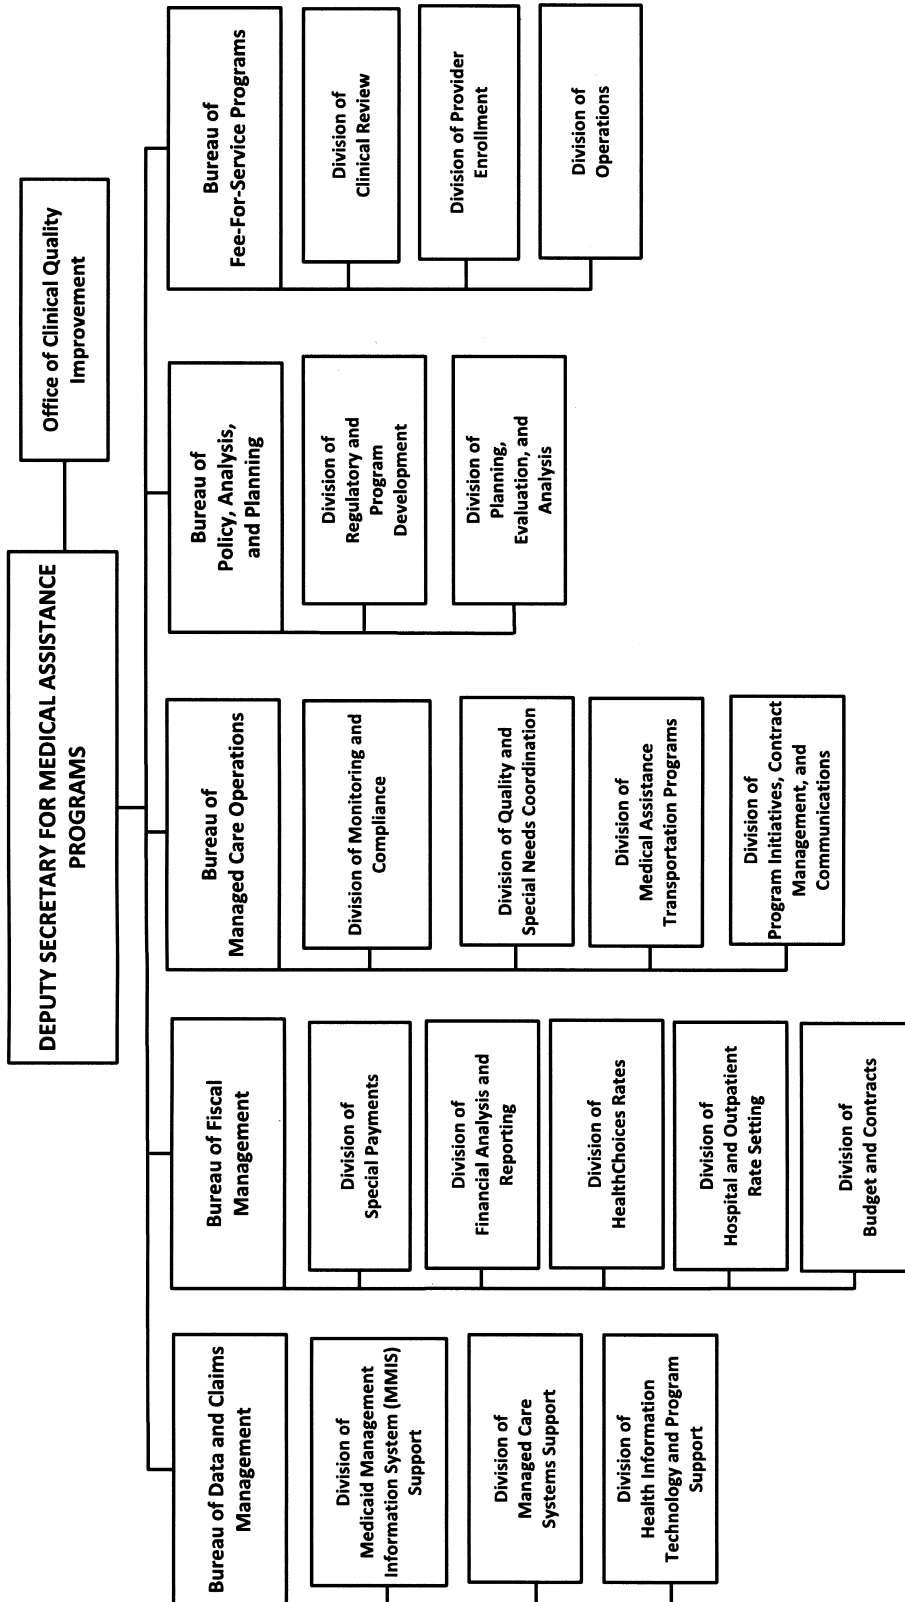 DEPUTY SECRETARY FOR MEDICAL ASSISTANCE
PROGRAMS
Office of Clinical Quality
Improvement
Bureau of Data and Claims
Management
Division of
Medicaid Management
Information System (MMIS)
Support
Division of
Managed Care
Systems Support
Division of
Health Information
Technology and Program
Support
Bureau of Fiscal
Management
Division of
Special Payments
Division of
Financial Analysis and
Reporting
Division of
HealthChoices Rates
Division of
Hospital and Outpatient
Rate Setting
Division of
Budget and Contracts
Bureau of
Managed Care Operations
Division of Monitoring and
Compliance
Division of Quality and
Special Needs Coordination
Division of
Medical Assistance
Transportation Programs
Division of
Program Initiatives, Contract
Management, and
Communications
Bureau of
Policy, Analysis,
and Planning
Division of
Regulatory and
Program
Development
Division of
Planning,
Evaluation, and
Analysis
Bureau of
Fee-For-Service Programs
Division of
Clinical Review
Division of Provider
Enrollment
Division of
Operations